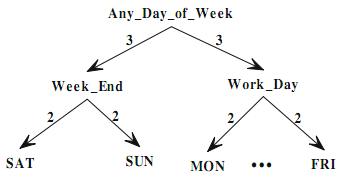 Any_Day_of_Week
3 3
Week_End Work_Day
2 2 2 2
SAT SUN MON ••• FRI